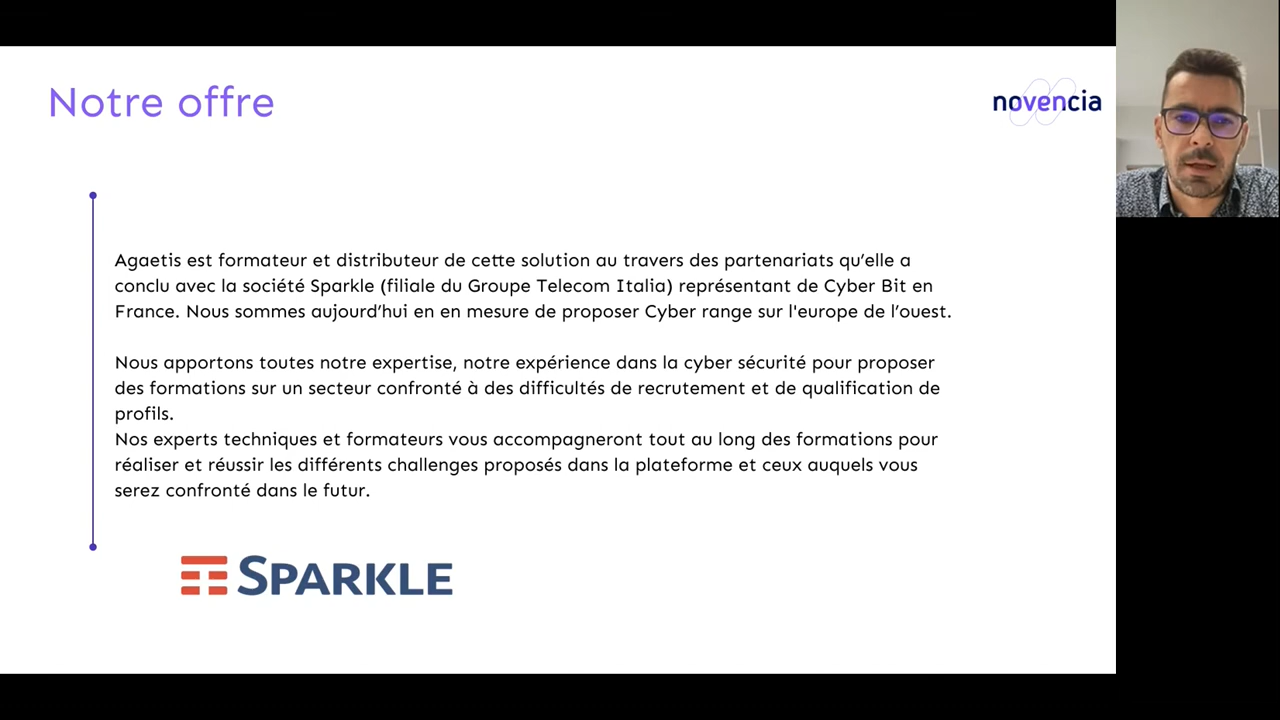 Notre offre
novencia
Agaetis est formateur et distributeur de cette solution au travers des partenariats qu’elle a
conclu avec la société Sparkle (filiale du Groupe Telecom Italia) représentant de Cyber Bit en
France. Nous sommes aujourd’hui en en mesure de proposer Cyber range sur l'europe de l’ouest.
Nous apportons toutes notre expertise, notre expérience dans la cyber sécurité pour proposer
des formations sur un secteur confronté à des difficultés de recrutement et de qualification de
profils.
Nos experts techniques et formateurs vous accompagneront tout au long des formations pour
réaliser et réussir les différents challenges proposés dans la plateforme et ceux auquels vous
serez confronté dans le futur.
SPARKLE